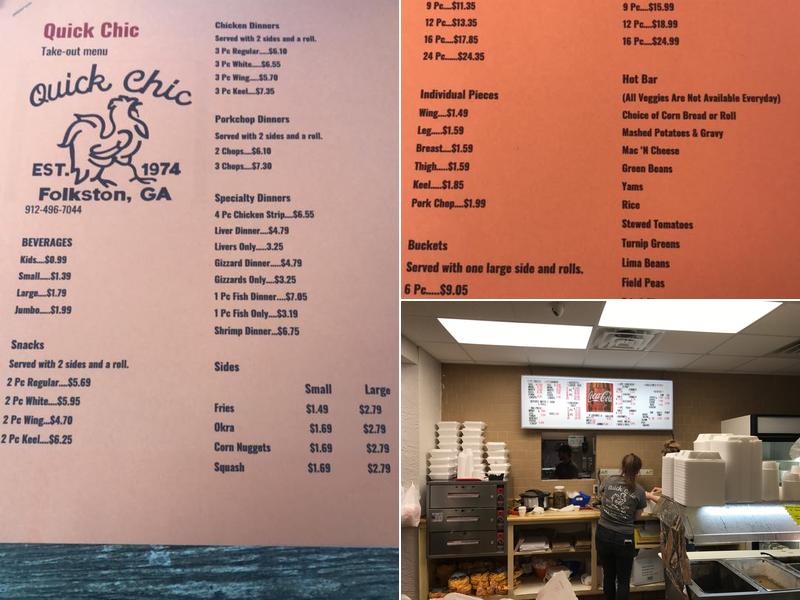 Quick Chic
Take-out menu
Quick Chic
EST. 1974
Folkston, GA
912-496-7044
BEVERAGES
Kids....$0.99
Small.....$1.39
Large....$1.79
Jumbo....$1.99
Snacks
Served with 2 sides and a roll.
2 Pc Regular....$5.69
2 Pc White.....$5.95
2 Pc Wing...$4.70
2 Pc Keel....$6.25
Chicken Dinners
Served with 2 sides and a roll.
3 Pc Regular.....$6.10
3 Pc White.....$6.55
3 Pc Wing....$5.70
3 Pc Keel....$7.35
Porkchop Dinners
Served with 2 sides and a roll.
2 Chops....$6.10
3 Chops....$7.30
Specialty Dinners
4 Pc Chicken Strip....$6.55
Liver Dinner....$4.79
Livers Only....3.25
Gizzard Dinner....$4.79
Gizzards Only....$3.25
1 Pc Fish Dinner....$7.05
1 Pc Fish Only....$3.19
Shrimp Dinner...$6.75
Sides
Small Large
Fries $1.49 $2.79
Okra $1.69 $2.79
Corn Nuggets $1.69 $2.79
Squash $1.69 $2.79
9 Pc....$11.35
12 Pc....$13.35
16 Pc....$17.85
24 Pc.....$24.35
Individual Pieces
Wing....$1.49
Leg.....$1.59
Breast....$1.59
Thigh.....$1.59
Keel.....$1.85
Pork Chop....$1.99
Buckets
Served with one large side and rolls.
6 Pc.....$9.05
9 Pc....$15.99
12 Pc....$18.99
16 Pc....$24.99
Hot Bar
(All Veggies Are Not Available Everyday)
Choice of Corn Bread or Roll
Mashed Potatoes & Gravy
Mac 'N Cheese
Green Beans
Yams
Rice
Stewed Tomatoes
Turnip Greens
Lima Beans
Field Peas
Coca-Cola
Quick Chic